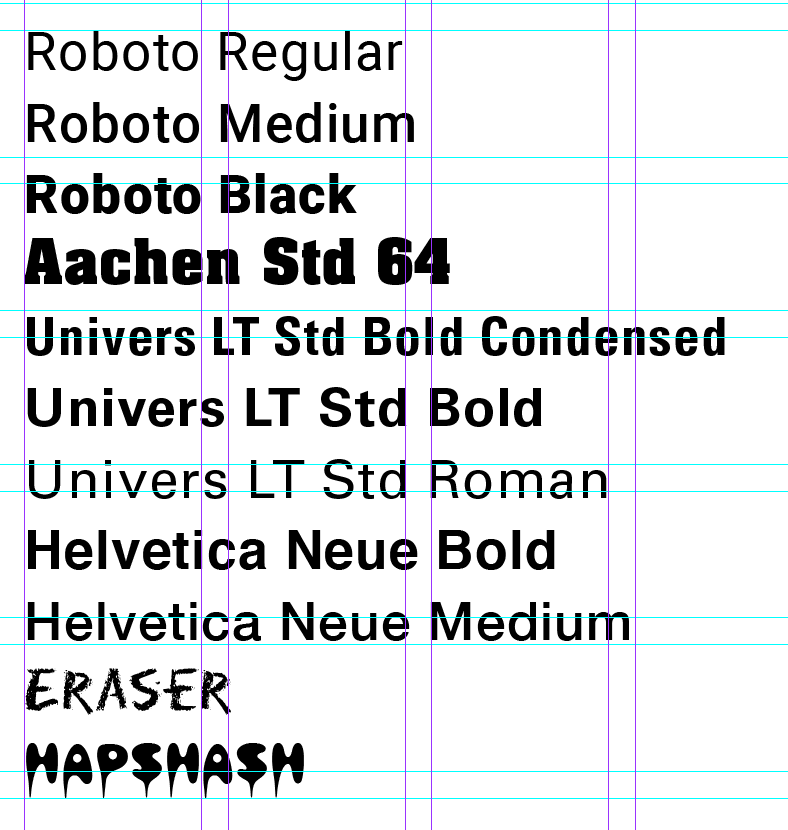 Roboto Regular
Roboto Medium
Roboto Black
Aachen Std 64
Univers LT Std Bold Condensed
Univers LT Std Bold
Univers LT Std Roman
Helvetica Neue Bold
Helvetica Neue Medium
ERASER
HAPSHASH